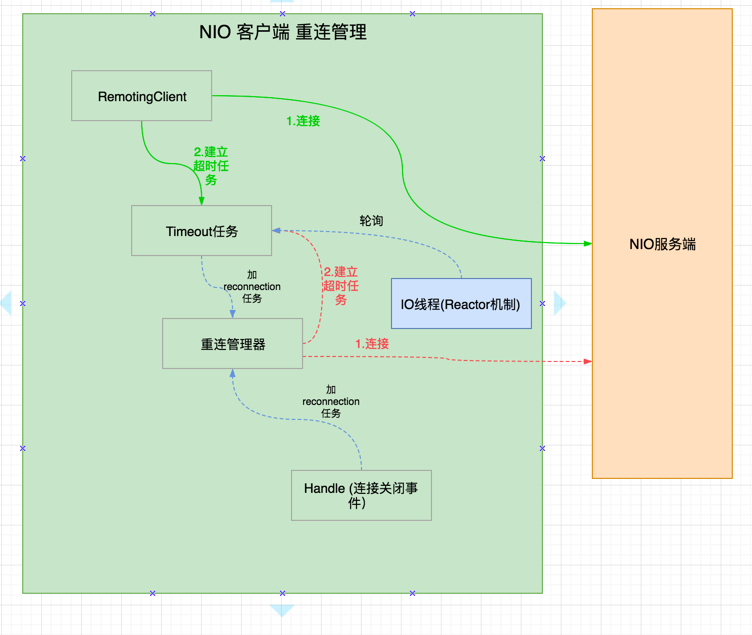 NIO 客户端 重连管理
RemotingClient
1.连接
2.建立
超时任
务
Timeout任务
轮询
NIO服务端
加
reconnection
任务
2.建立
超时任
务
IO线程(Reactor机制)
重连管理器
1.连接
加
reconnection
任务
Handle (连接关闭事
件)